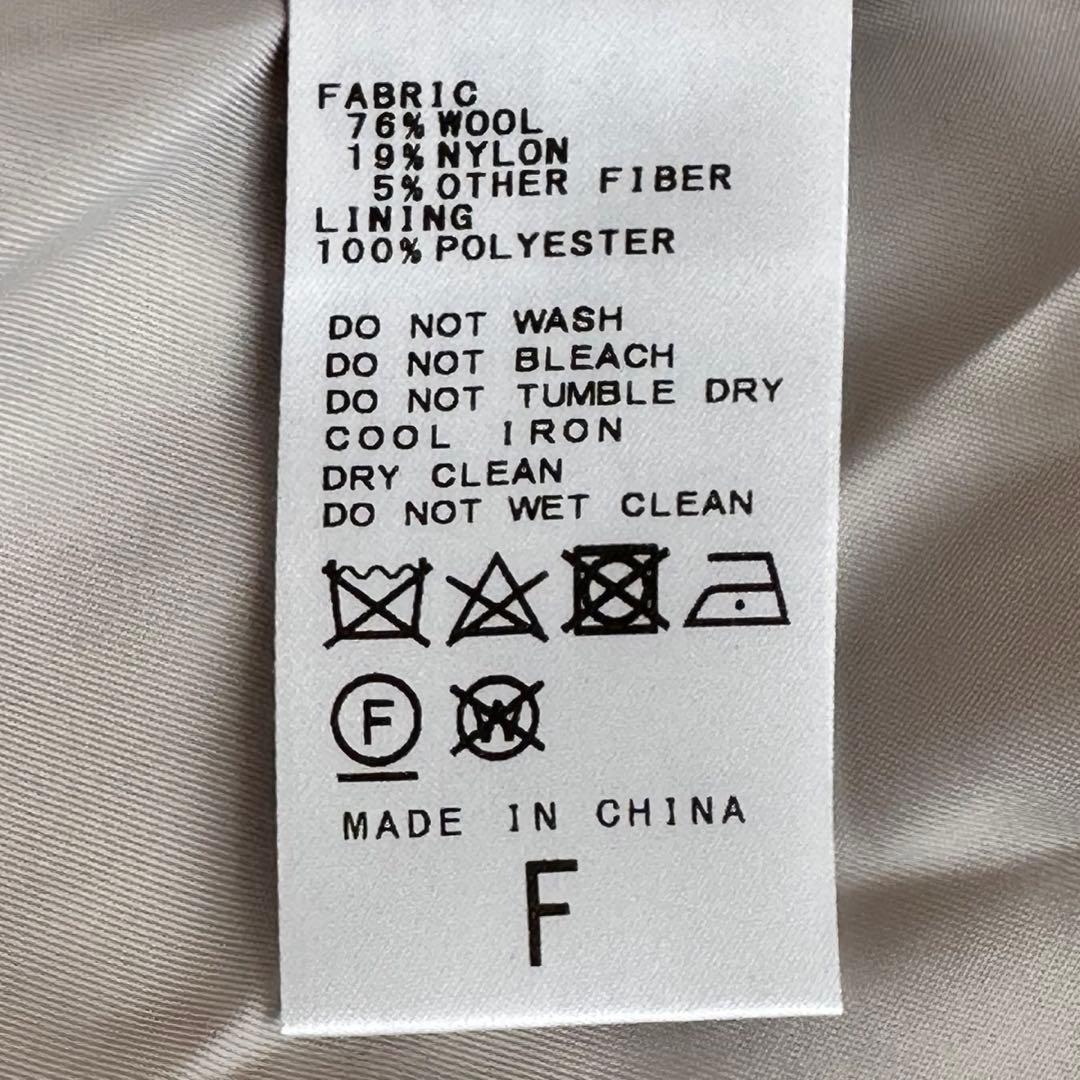 FABRIC
76% WOOL
19% NYLON
5% OTHER FIBER
LINING
100% POLYESTER
DO NOT WASH
DO NOT BLEACH
DO NOT TUMBLE DRY
COOL IRON
DRY CLEAN
DO NOT WET CLEAN
F W
MADE IN CHINA
F